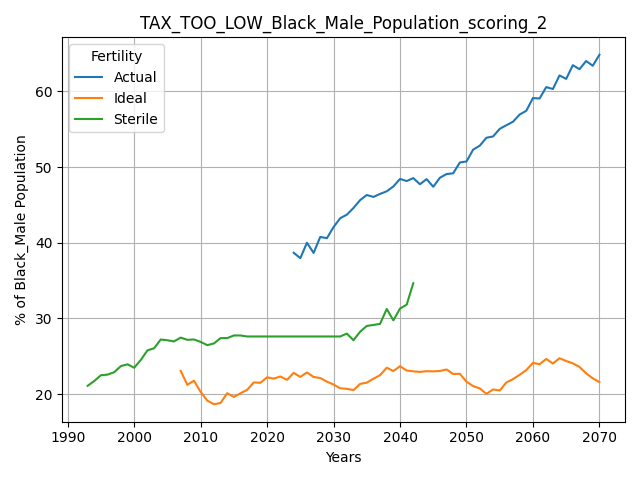 TAX_TOO_LOW_Black_Male_Population_scoring_2
Fertility
Actual
Ideal
Sterile
% of Black_Male Population
60
50
40
30
20
1990 2000 2010 2020 2030 2040 2050 2060 2070
Years